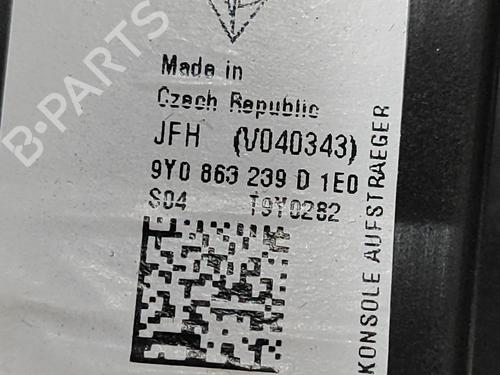 Made in
Czech Republic
JFH (V040343)
9Y0 863 239 D 1E0
S04 T9Y0282
KONSOLE AUFSTRAEGER
B-PARTS